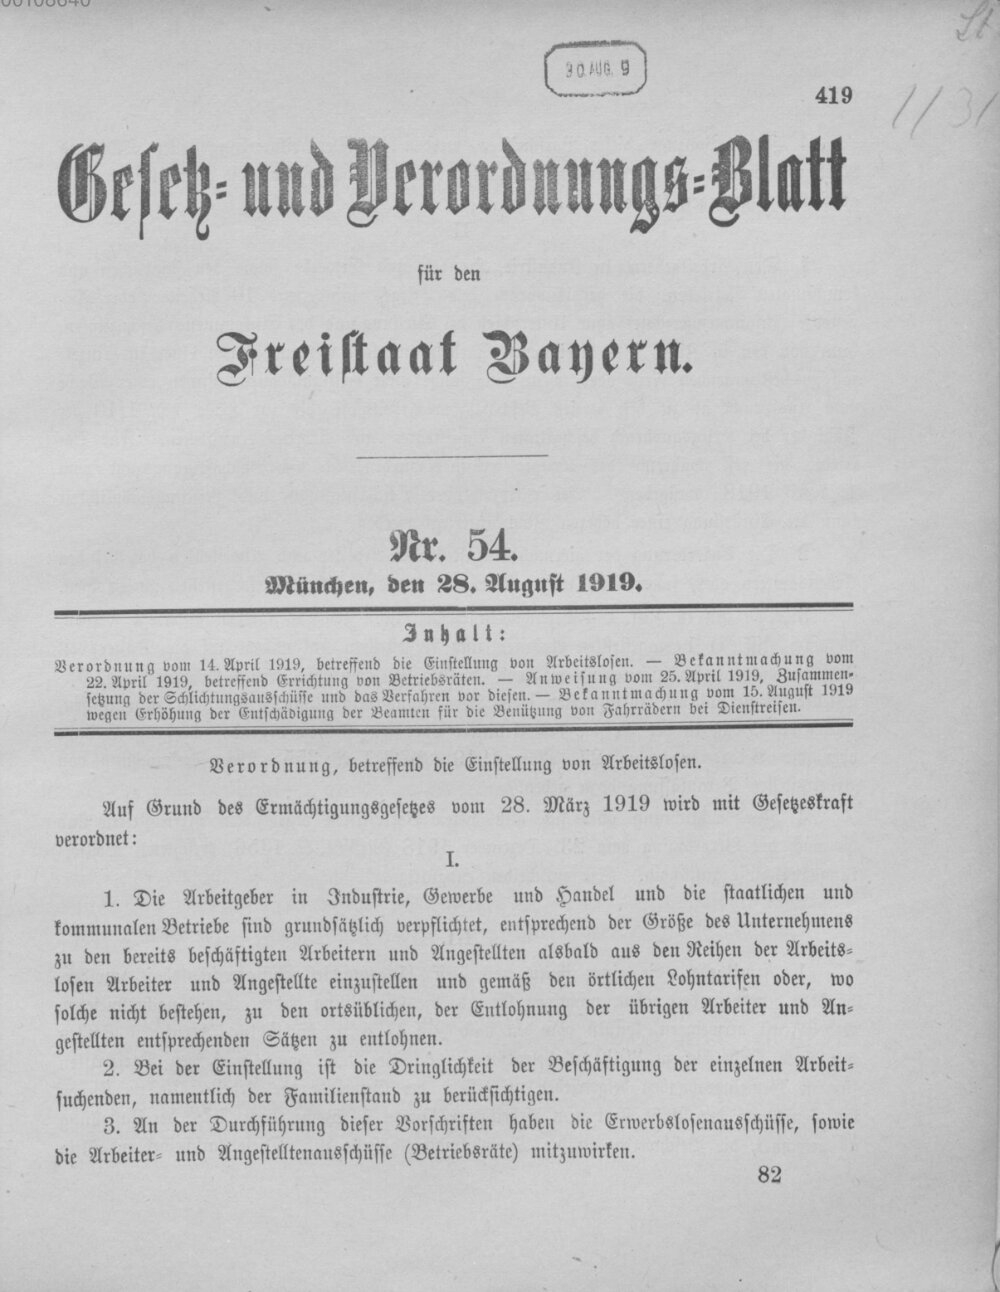 30. AUG. 9
419
Gesetz- und Verordnungs-Blatt
für den
Freistaat Bayern.
Nr. 54.
München, den 28. August 1919.
Inhalt:
Verordnung vom 14. April 1919, betreffend die Einstellung von Arbeitslosen. — Bekanntmachung vom
22. April 1919, betreffend Errichtung von Betriebsräten. — Anweisung vom 25. April 1919, Zusammen-
setzung der Schlichtungsausschüsse und das Verfahren vor diesen. — Bekanntmachung vom 15. August 1919
wegen Erhöhung der Entschädigung der Beamten für die Benützung von Fahrrädern bei Dienstreisen.
Verordnung, betreffend die Einstellung von Arbeitslosen.
Auf Grund des Ermächtigungsgesetzes vom 28. März 1919 wird mit Gesetzeskraft
verordnet:
I.
1. Die Arbeitgeber in Industrie, Gewerbe und Handel und die staatlichen und
kommunalen Betriebe sind grundsätzlich verpflichtet, entsprechend der Größe des Unternehmens
zu den bereits beschäftigten Arbeitern und Angestellten alsbald aus den Reihen der Arbeits-
losen Arbeiter und Angestellte einzustellen und gemäß den örtlichen Lohntarifen oder, wo
solche nicht bestehen, zu den ortsüblichen, der Entlohnung der übrigen Arbeiter und An-
gestellten entsprechenden Sätzen zu entlohnen.
2. Bei der Einstellung ist die Dringlichkeit der Beschäftigung der einzelnen Arbeit-
suchenden, namentlich der Familienstand zu berücksichtigen.
3. An der Durchführung dieser Vorschriften haben die Erwerbslosenausschüsse, sowie
die Arbeiter- und Angestelltenausschüsse (Betriebsräte) mitzuwirken.
82